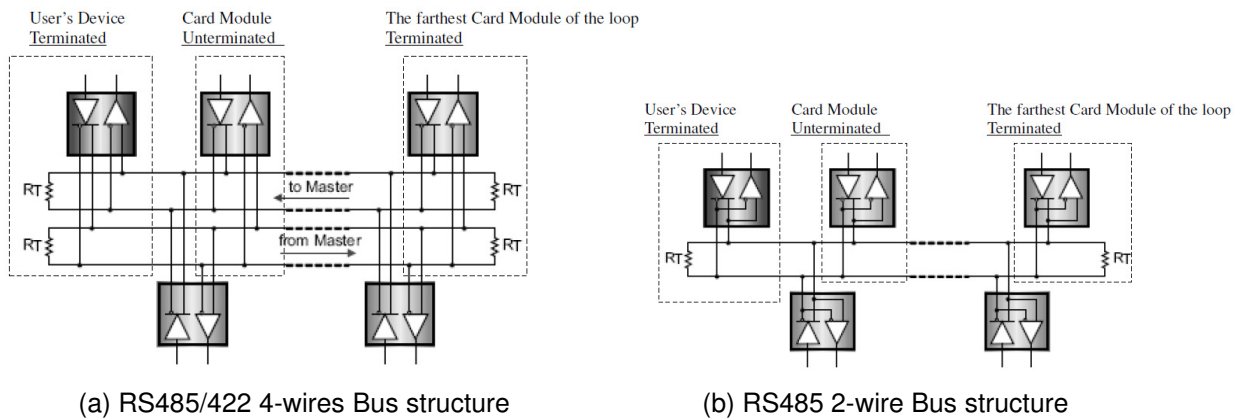 User's Device
Terminated
Card Module
Unterminated
The farthest Card Module of the loop
Terminated
RT
to Master
RT
RT
from Master
RT
(a) RS485/422 4-wires Bus structure
User's Device
Terminated
Card Module
Unterminated
The farthest Card Module of the loop
Terminated
RT
RT
(b) RS485 2-wire Bus structure